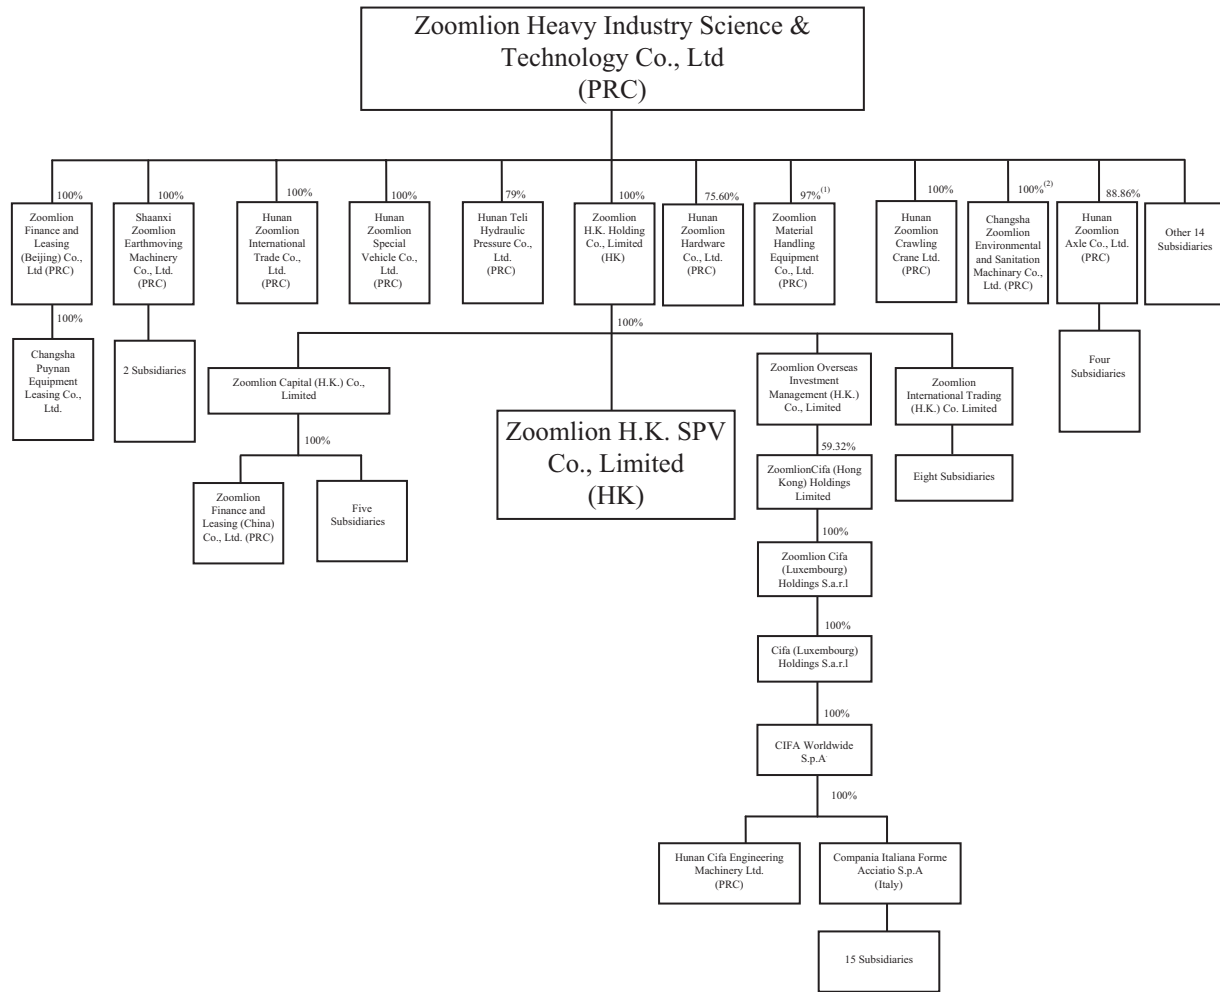 Zoomlion Heavy Industry Science &
Technology Co., Ltd
(PRC)
100%
100%
100%
100%
79%
100%
75.60%
97%(1)
100%
100%(2)
88.86%
Zoomlion
Finance and
Leasing
(Beijing) Co.,
Ltd (PRC)
Shaanxi
Zoomlion
Earthmoving
Machinery
Co., Ltd.
(PRC)
Hunan
Zoomlion
International
Trade Co.,
Ltd.
(PRC)
Hunan
Zoomlion
Special
Vehicle Co.,
Ltd.
(PRC)
Hunan Teli
Hydraulic
Pressure Co.,
Ltd.
(PRC)
Zoomlion
H.K. Holding
Co., Limited
(HK)
Hunan
Zoomlion
Hardware
Co., Ltd.
(PRC)
Zoomlion
Material
Handling
Equipment
Co., Ltd.
(PRC)
Hunan
Zoomlion
Crawling
Crane Ltd.
(PRC)
Changsha
Zoomlion
Environmental
and Sanitation
Machinary Co.,
Ltd. (PRC)
Hunan
Zoomlion
Axle Co., Ltd.
(PRC)
Other 14
Subsidiaries
100%
100%
Changsha
Puynan
Equipment
Leasing Co.,
Ltd.
2 Subsidiaries
Zoomlion Capital (H.K.) Co.,
Limited
Zoomlion H.K. SPV
Co., Limited
(HK)
Zoomlion Overseas
Investment
Management (H.K.)
Co., Limited
Zoomlion
International Trading
(H.K.) Co. Limited
Four
Subsidiaries
100%
59.32%
Zoomlion
Finance and
Leasing (China)
Co., Ltd. (PRC)
Five
Subsidiaries
ZoomlionCifa (Hong
Kong) Holdings
Limited
Eight Subsidiaries
100%
Zoomlion Cifa
(Luxembourg)
Holdings S.a.r.l
100%
Cifa (Luxembourg)
Holdings S.a.r.l
100%
CIFA Worldwide
S.p.A
100%
Hunan Cifa Engineering
Machinery Ltd.
(PRC)
Compania Italiana Forme
Acciatio S.p.A
(Italy)
15 Subsidiaries